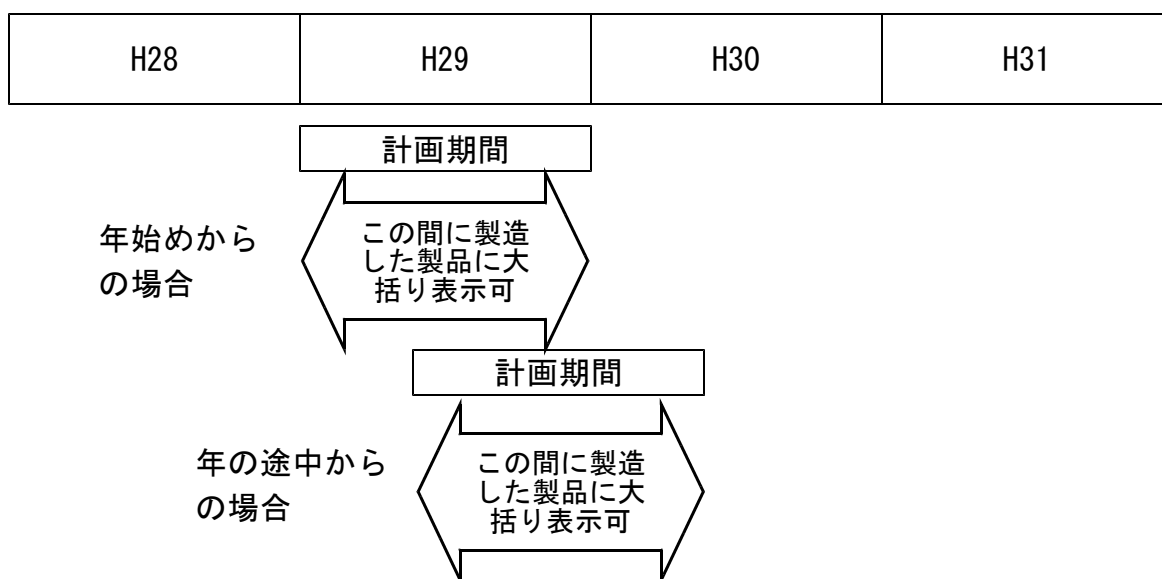 H28 H29 H30 H31
計画期間
年始めから
の場合
この間に製造
した製品に大
括り表示可
計画期間
年の途中から
の場合
この間に製造
した製品に大
括り表示可